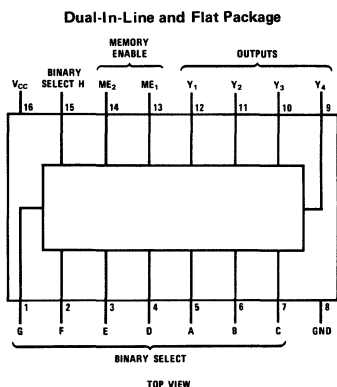 Dual-In-Line and Flat Package
MEMORY
ENABLE
OUTPUTS
BINARY
SELECT H
VCC ME2 ME1 Y1 Y2 Y3 Y4
16 15 14 13 12 11 10 9
1 2 3 4 5 6 7 8
G F E D A B C GND
BINARY SELECT
TOP VIEW